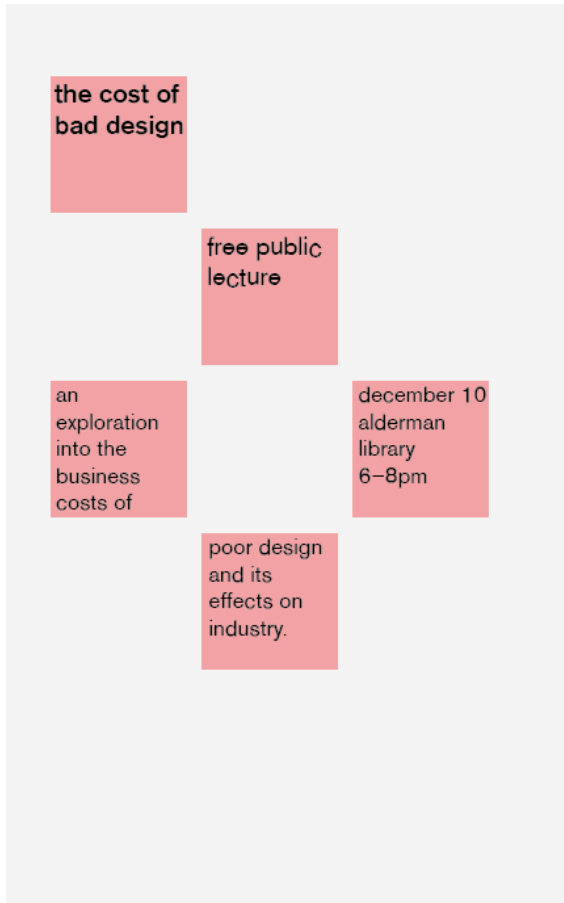 the cost of
bad design
free public
lecture
an
exploration
into the
business
costs of
poor design
and its
effects on
industry.
december 10
alderman
library
6–8pm